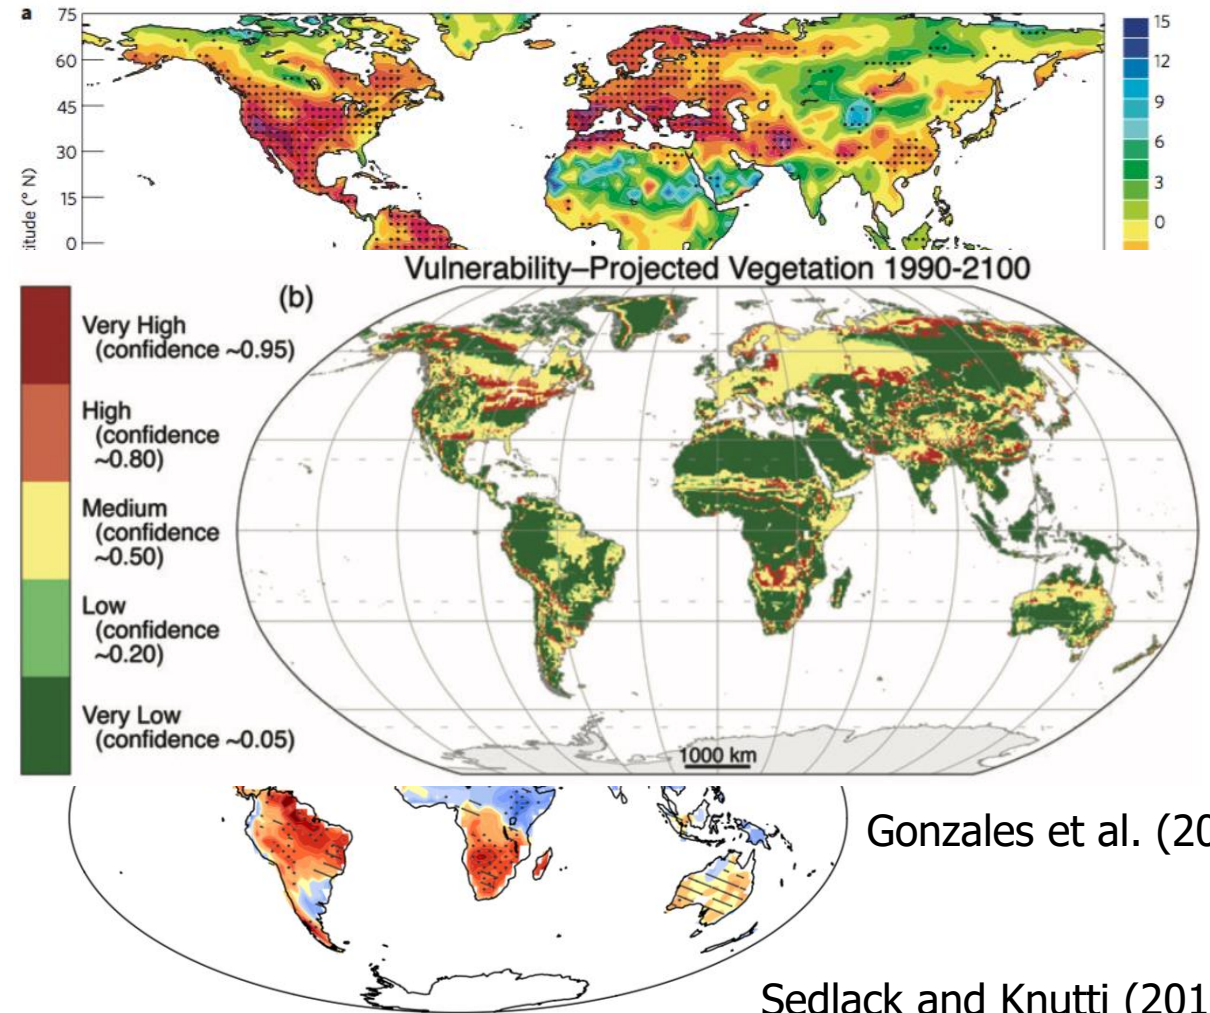 a
75
60
45
30
15
0
itude (° N)
15
12
9
6
3
0
Vulnerability–Projected Vegetation 1990-2100
(b)
Very High
(confidence ~0.95)
High
(confidence
~0.80)
Medium
(confidence
~0.50)
Low
(confidence
~0.20)
Very Low
(confidence ~0.05)
1000 km
Gonzales et al. (20
Sedlack and Knutti (201